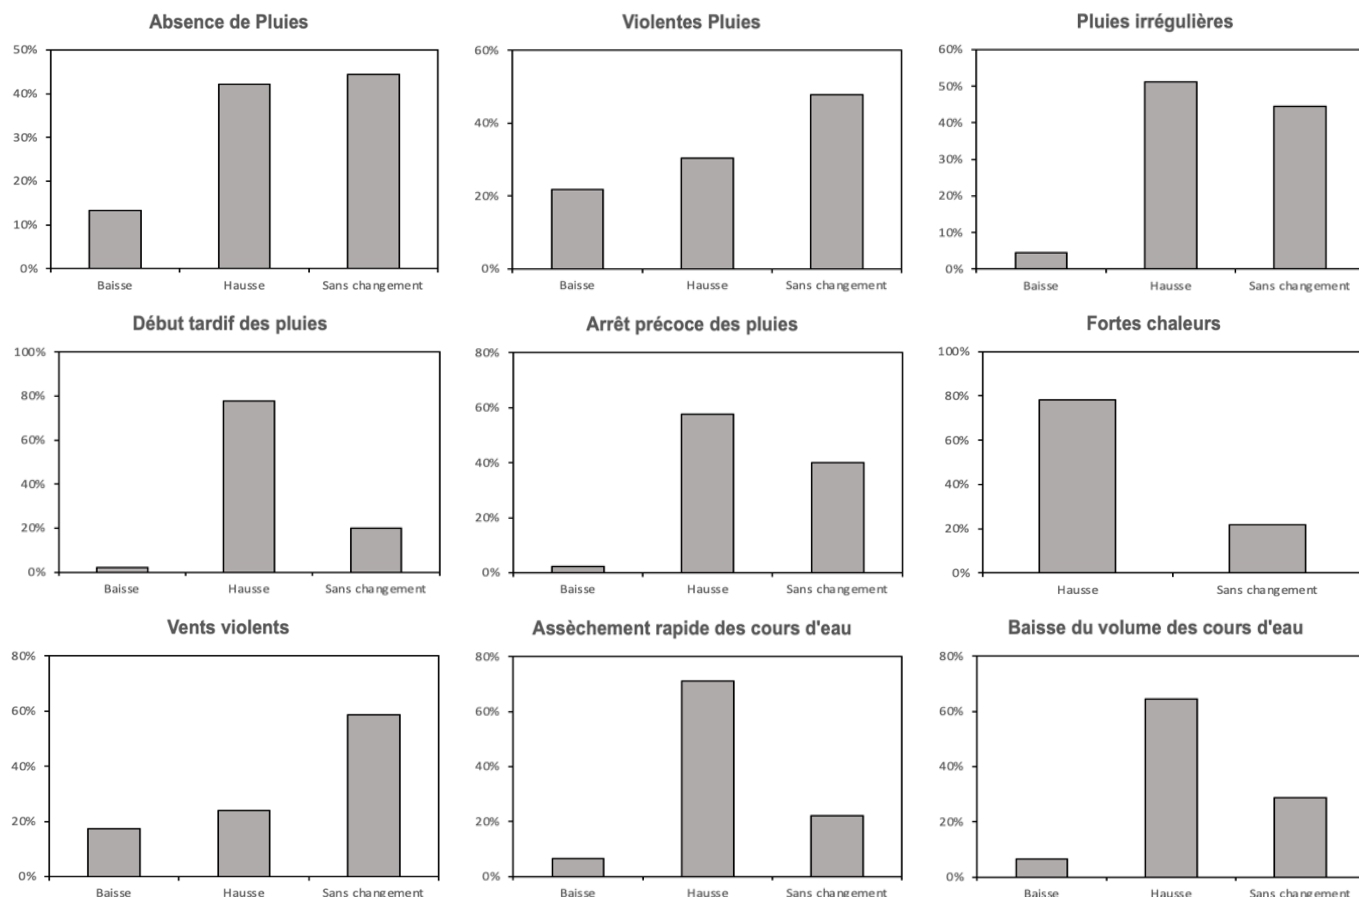 Absence de Pluies
50%
40%
30%
20%
10%
0%
Baisse Hausse Sans changement
Violentes Pluies
60%
40%
20%
0%
Baisse Hausse Sans changement
Pluies irrégulières
60%
50%
40%
30%
20%
10%
0%
Baisse Hausse Sans changement
Début tardif des pluies
100%
80%
60%
40%
20%
0%
Baisse Hausse Sans changement
Arrêt précoce des pluies
80%
60%
40%
20%
0%
Baisse Hausse Sans changement
Fortes chaleurs
100%
80%
60%
40%
20%
0%
Hausse Sans changement
Vents violents
80%
60%
40%
20%
0%
Baisse Hausse Sans changement
Assèchement rapide des cours d'eau
80%
60%
40%
20%
0%
Baisse Hausse Sans changement
Baisse du volume des cours d'eau
80%
60%
40%
20%
0%
Baisse Hausse Sans changement